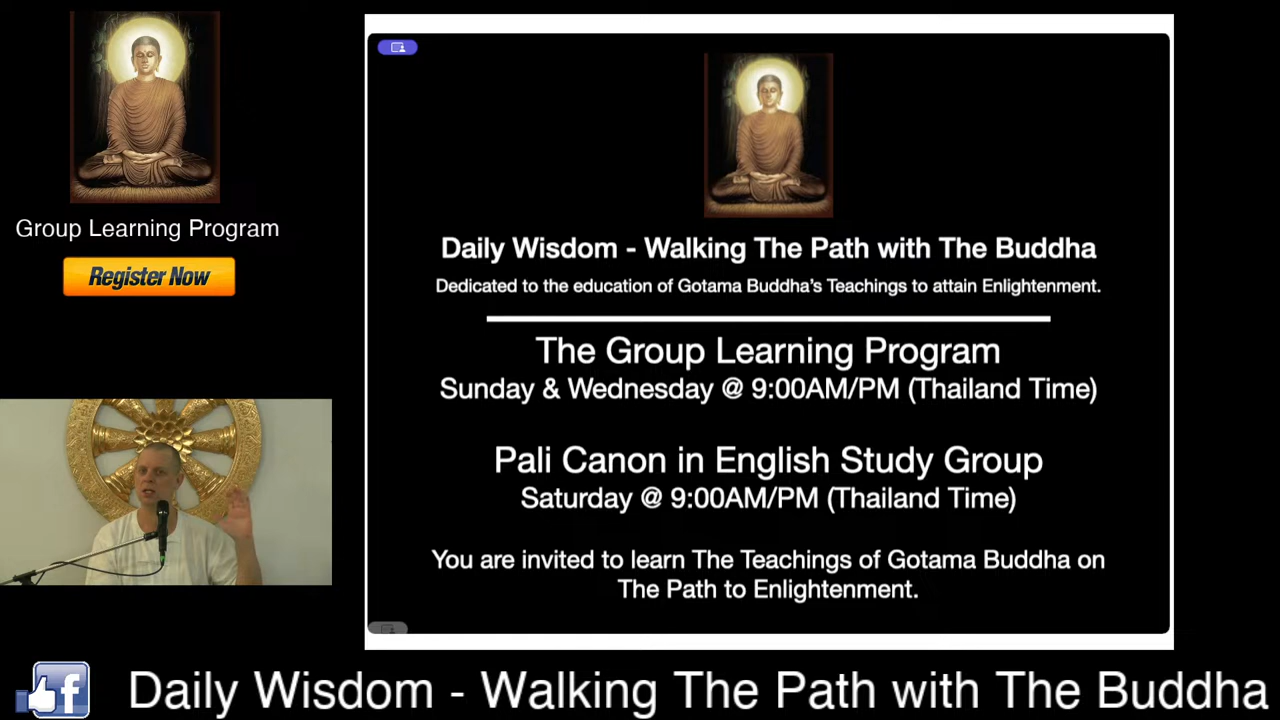 Group Learning Program
Register Now
Daily Wisdom - Walking The Path with The Buddha
Dedicated to the education of Gotama Buddha's Teachings to attain Enlightenment.
The Group Learning Program
Sunday & Wednesday @ 9:00AM/PM (Thailand Time)
Pali Canon in English Study Group
Saturday @ 9:00AM/PM (Thailand Time)
You are invited to learn The Teachings of Gotama Buddha on
The Path to Enlightenment.
f Daily Wisdom - Walking The Path with The Buddha